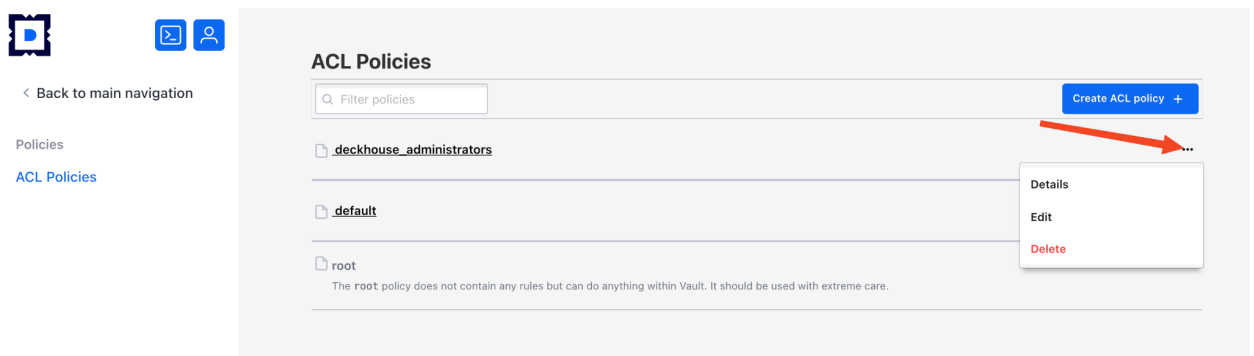 < Back to main navigation
Policies
ACL Policies
ACL Policies
Filter policies
Create ACL policy +
deckhouse_administrators
...
Details
Edit
Delete
default
root
The root policy does not contain any rules but can do anything within Vault. It should be used with extreme care.